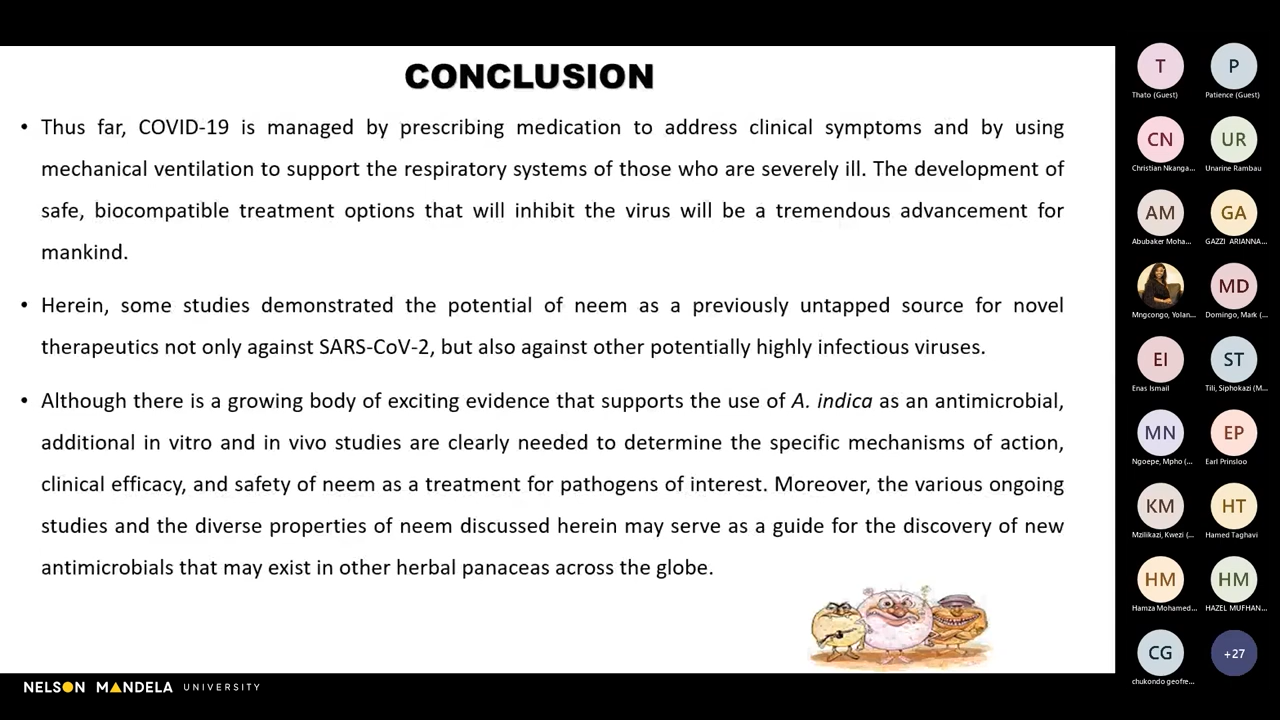 CONCLUSION
• Thus far, COVID-19 is managed by prescribing medication to address clinical symptoms and by using
mechanical ventilation to support the respiratory systems of those who are severely ill. The development of
safe, biocompatible treatment options that will inhibit the virus will be a tremendous advancement for
mankind.
• Herein, some studies demonstrated the potential of neem as a previously untapped source for novel
therapeutics not only against SARS-CoV-2, but also against other potentially highly infectious viruses.
• Although there is a growing body of exciting evidence that supports the use of A. indica as an antimicrobial,
additional in vitro and in vivo studies are clearly needed to determine the specific mechanisms of action,
clinical efficacy, and safety of neem as a treatment for pathogens of interest. Moreover, the various ongoing
studies and the diverse properties of neem discussed herein may serve as a guide for the discovery of new
antimicrobials that may exist in other herbal panaceas across the globe.
NELSON MANDELA UNIVERSITY
T P
Thato (Guest) Patience (Guest)
CN UR
Christian Nkanga... Unarine Rambau
AM GA
Abubaker Moha... GAZZI ARIANNA...
MD
Mngcongo, Yolan... Domingo, Mark (...
EI ST
Enas Ismail Tili, Siphokazi (M...
MN EP
Ngoepe, Mpho (... Earl Prinsloo
KM HT
Mzilikazi, Kwezi (... Hamed Taghavi
HM HM
Hamza Mohamed... HAZEL MUFHAN...
CG +27
chukondo geofre...